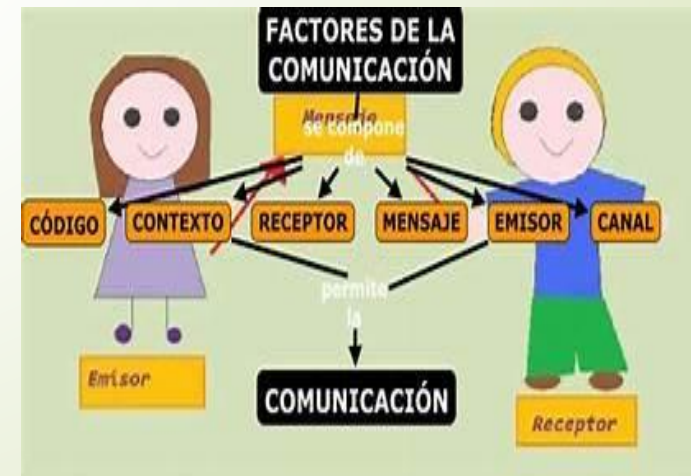 FACTORES DE LA
COMUNICACIÓN
Mensaje
se compone
de
CÓDIGO
CONTEXTO
RECEPTOR
MENSAJE
EMISOR
CANAL
permite
la
Emisor
COMUNICACIÓN
Receptor